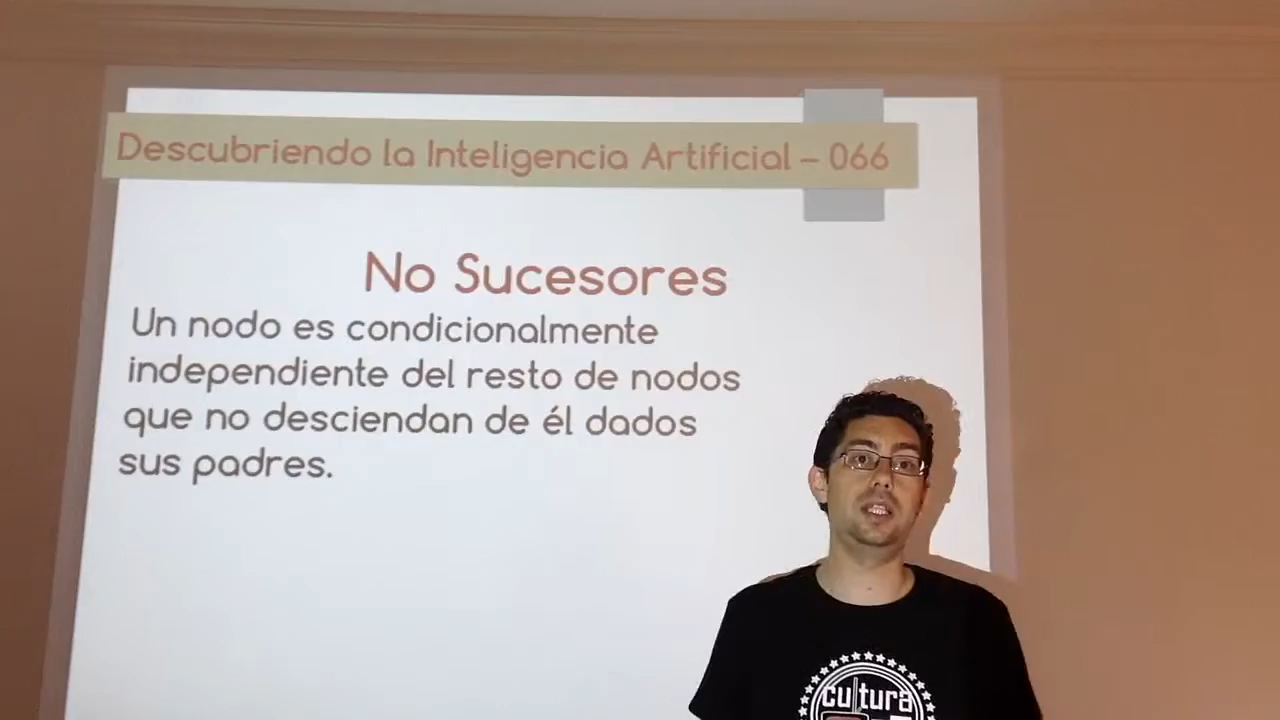 Descubriendo la Inteligencia Artificial – 066
No Sucesores
Un nodo es condicionalmente
independiente del resto de nodos
que no desciendan de él dados
sus padres.
cultura